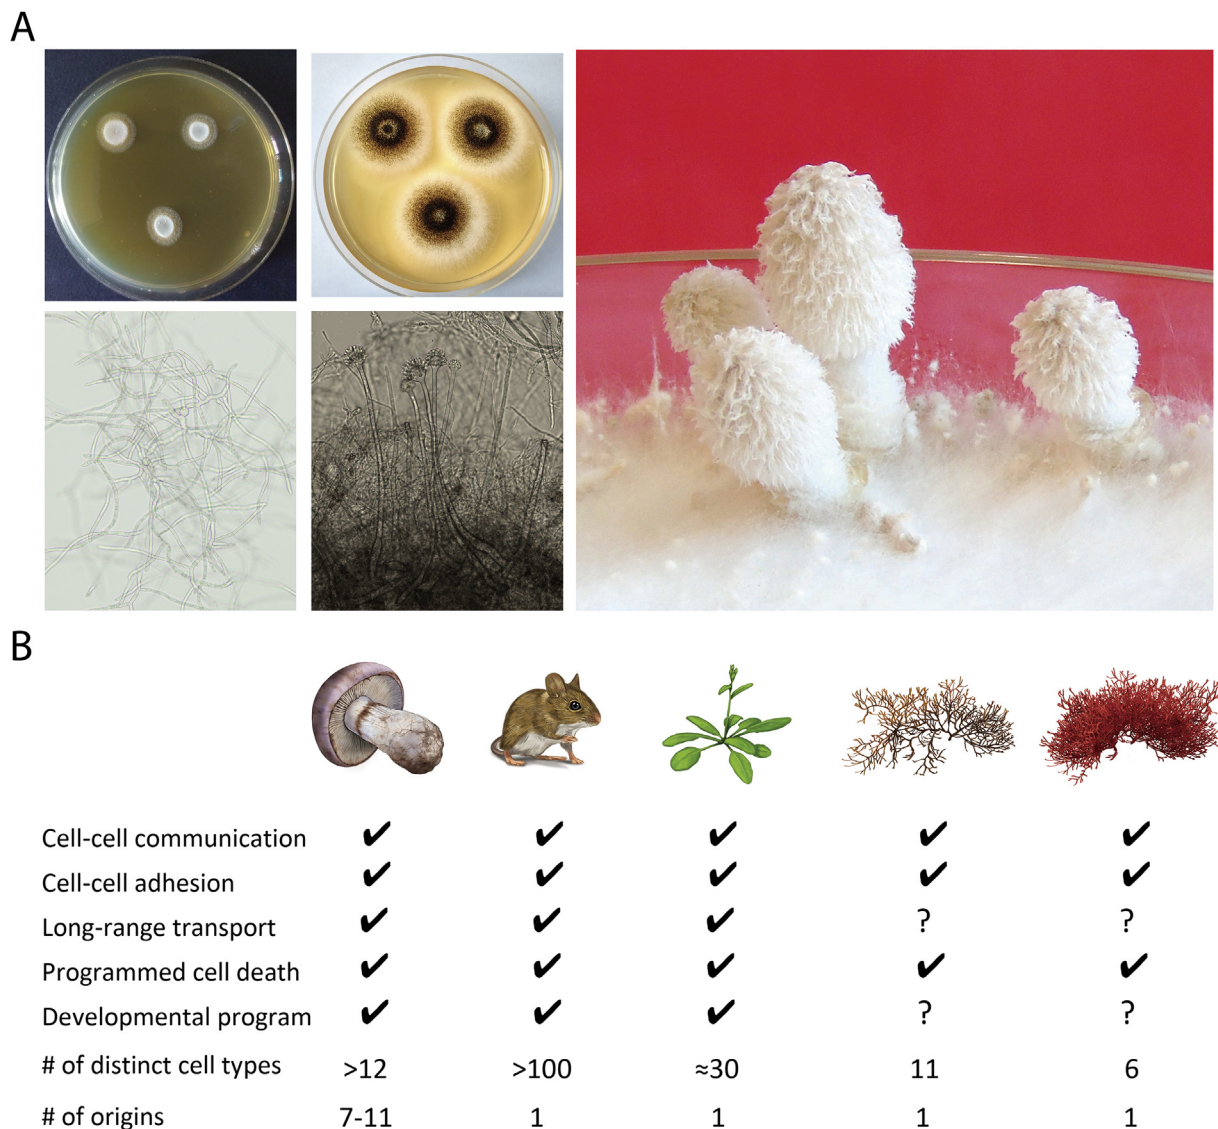 A
B
Cell-cell communication ✔ ✔ ✔ ✔ ✔
Cell-cell adhesion ✔ ✔ ✔ ✔ ✔
Long-range transport ✔ ✔ ✔ ? ?
Programmed cell death ✔ ✔ ✔ ✔ ✔
Developmental program ✔ ✔ ✔ ? ?
# of distinct cell types >12 >100 ≈30 11 6
# of origins 7-11 1 1 1 1